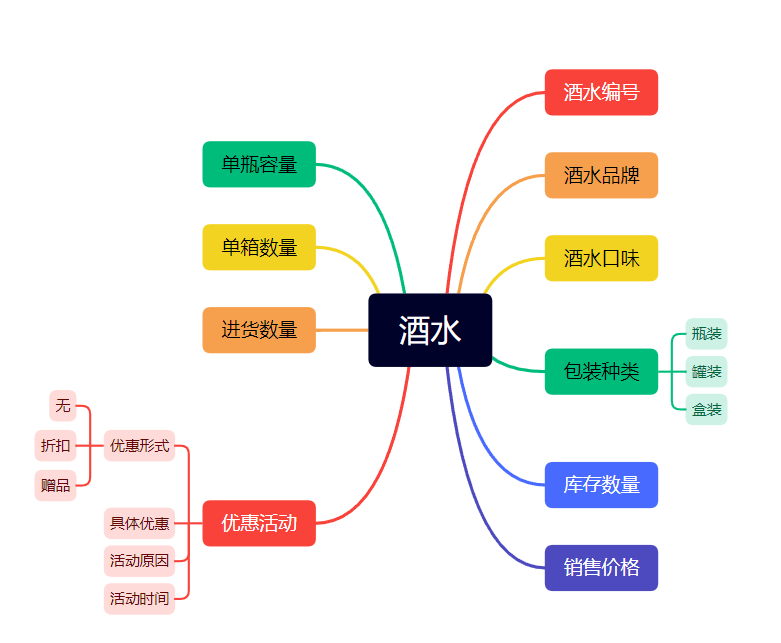 酒水
酒水编号
酒水品牌
酒水口味
包装种类
瓶装
罐装
盒装
库存数量
销售价格
单瓶容量
单箱数量
进货数量
优惠活动
优惠形式
无
折扣
赠品
具体优惠
活动原因
活动时间